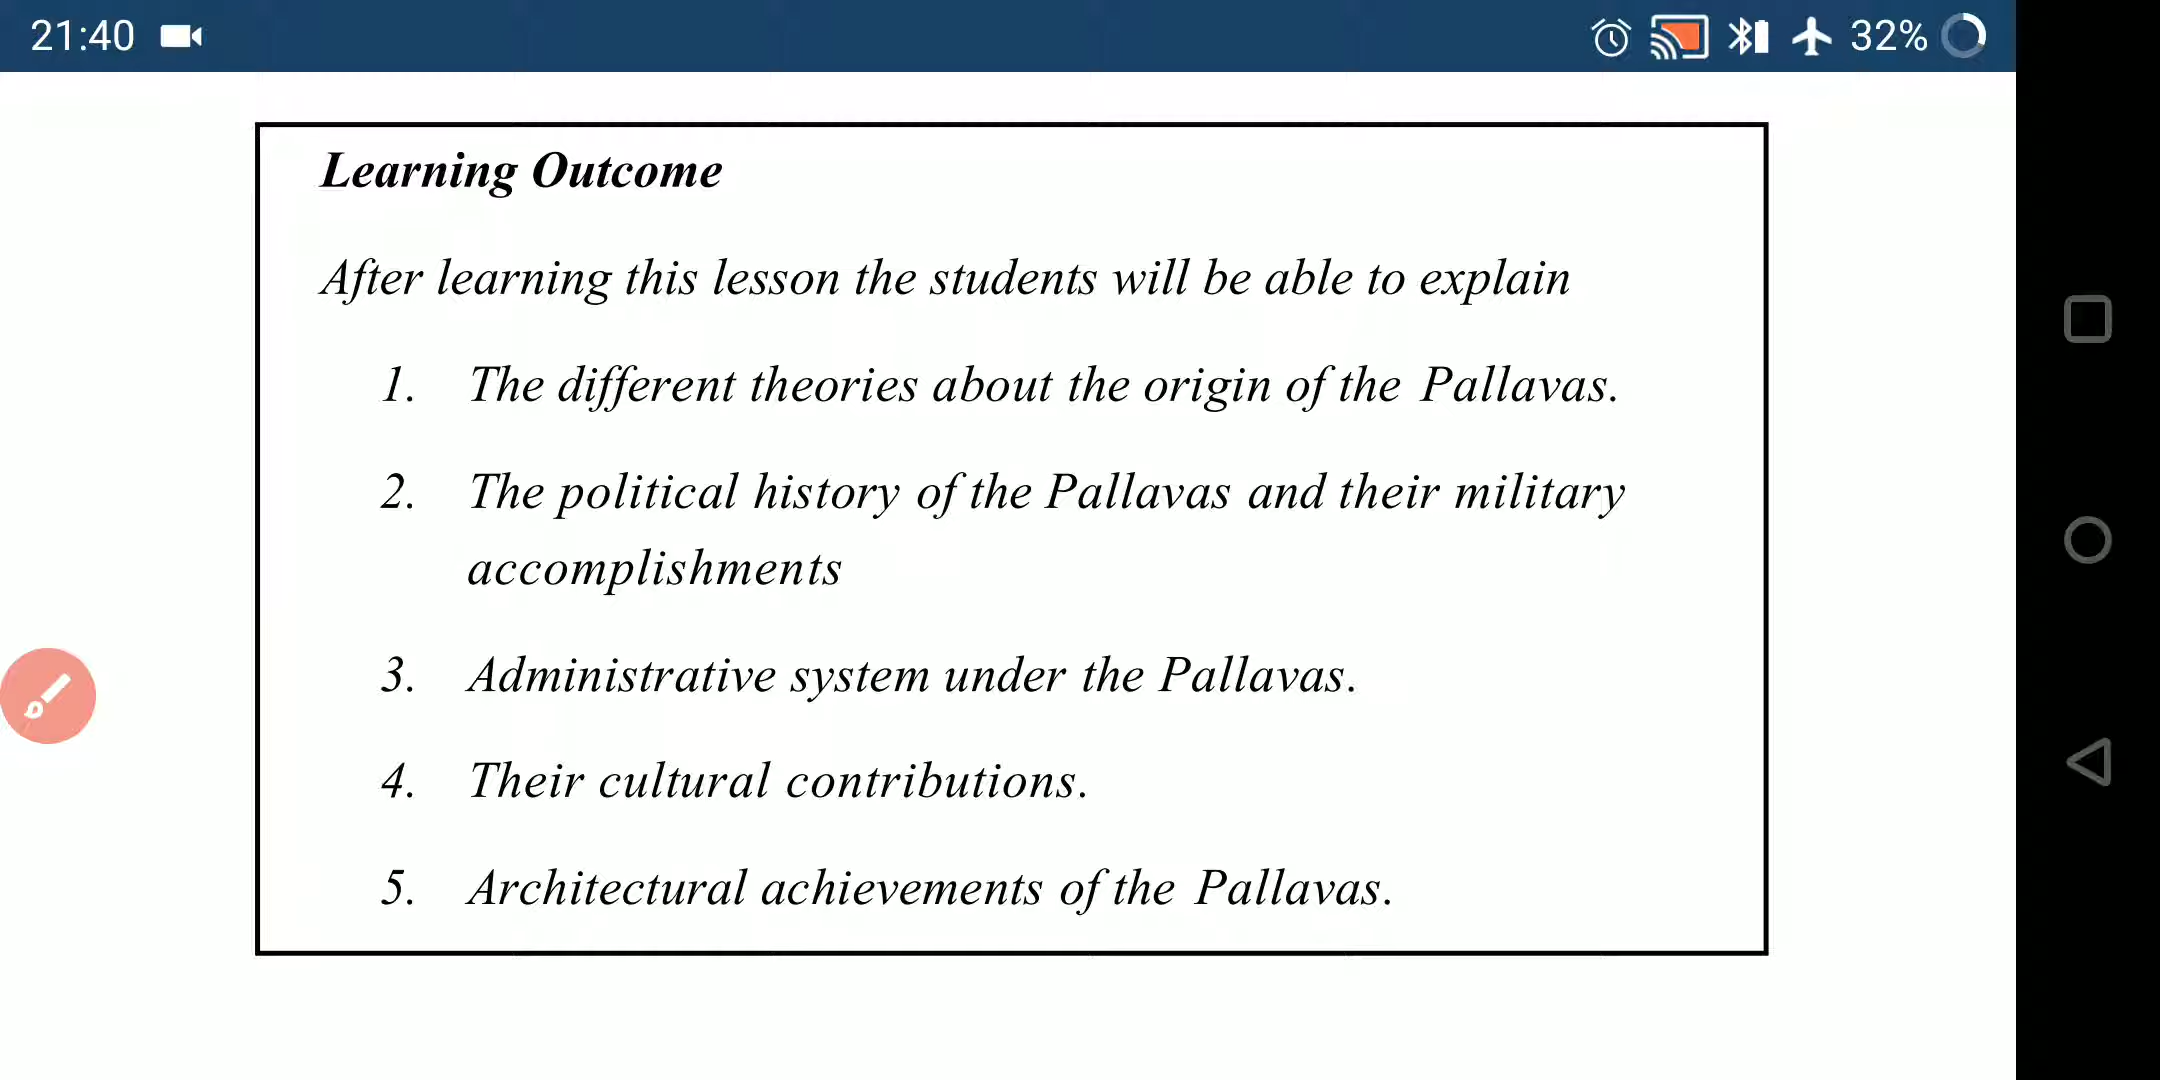 21:40
32%
Learning Outcome
After learning this lesson the students will be able to explain
1. The different theories about the origin of the Pallavas.
2. The political history of the Pallavas and their military
accomplishments
3. Administrative system under the Pallavas.
4. Their cultural contributions.
5. Architectural achievements of the Pallavas.